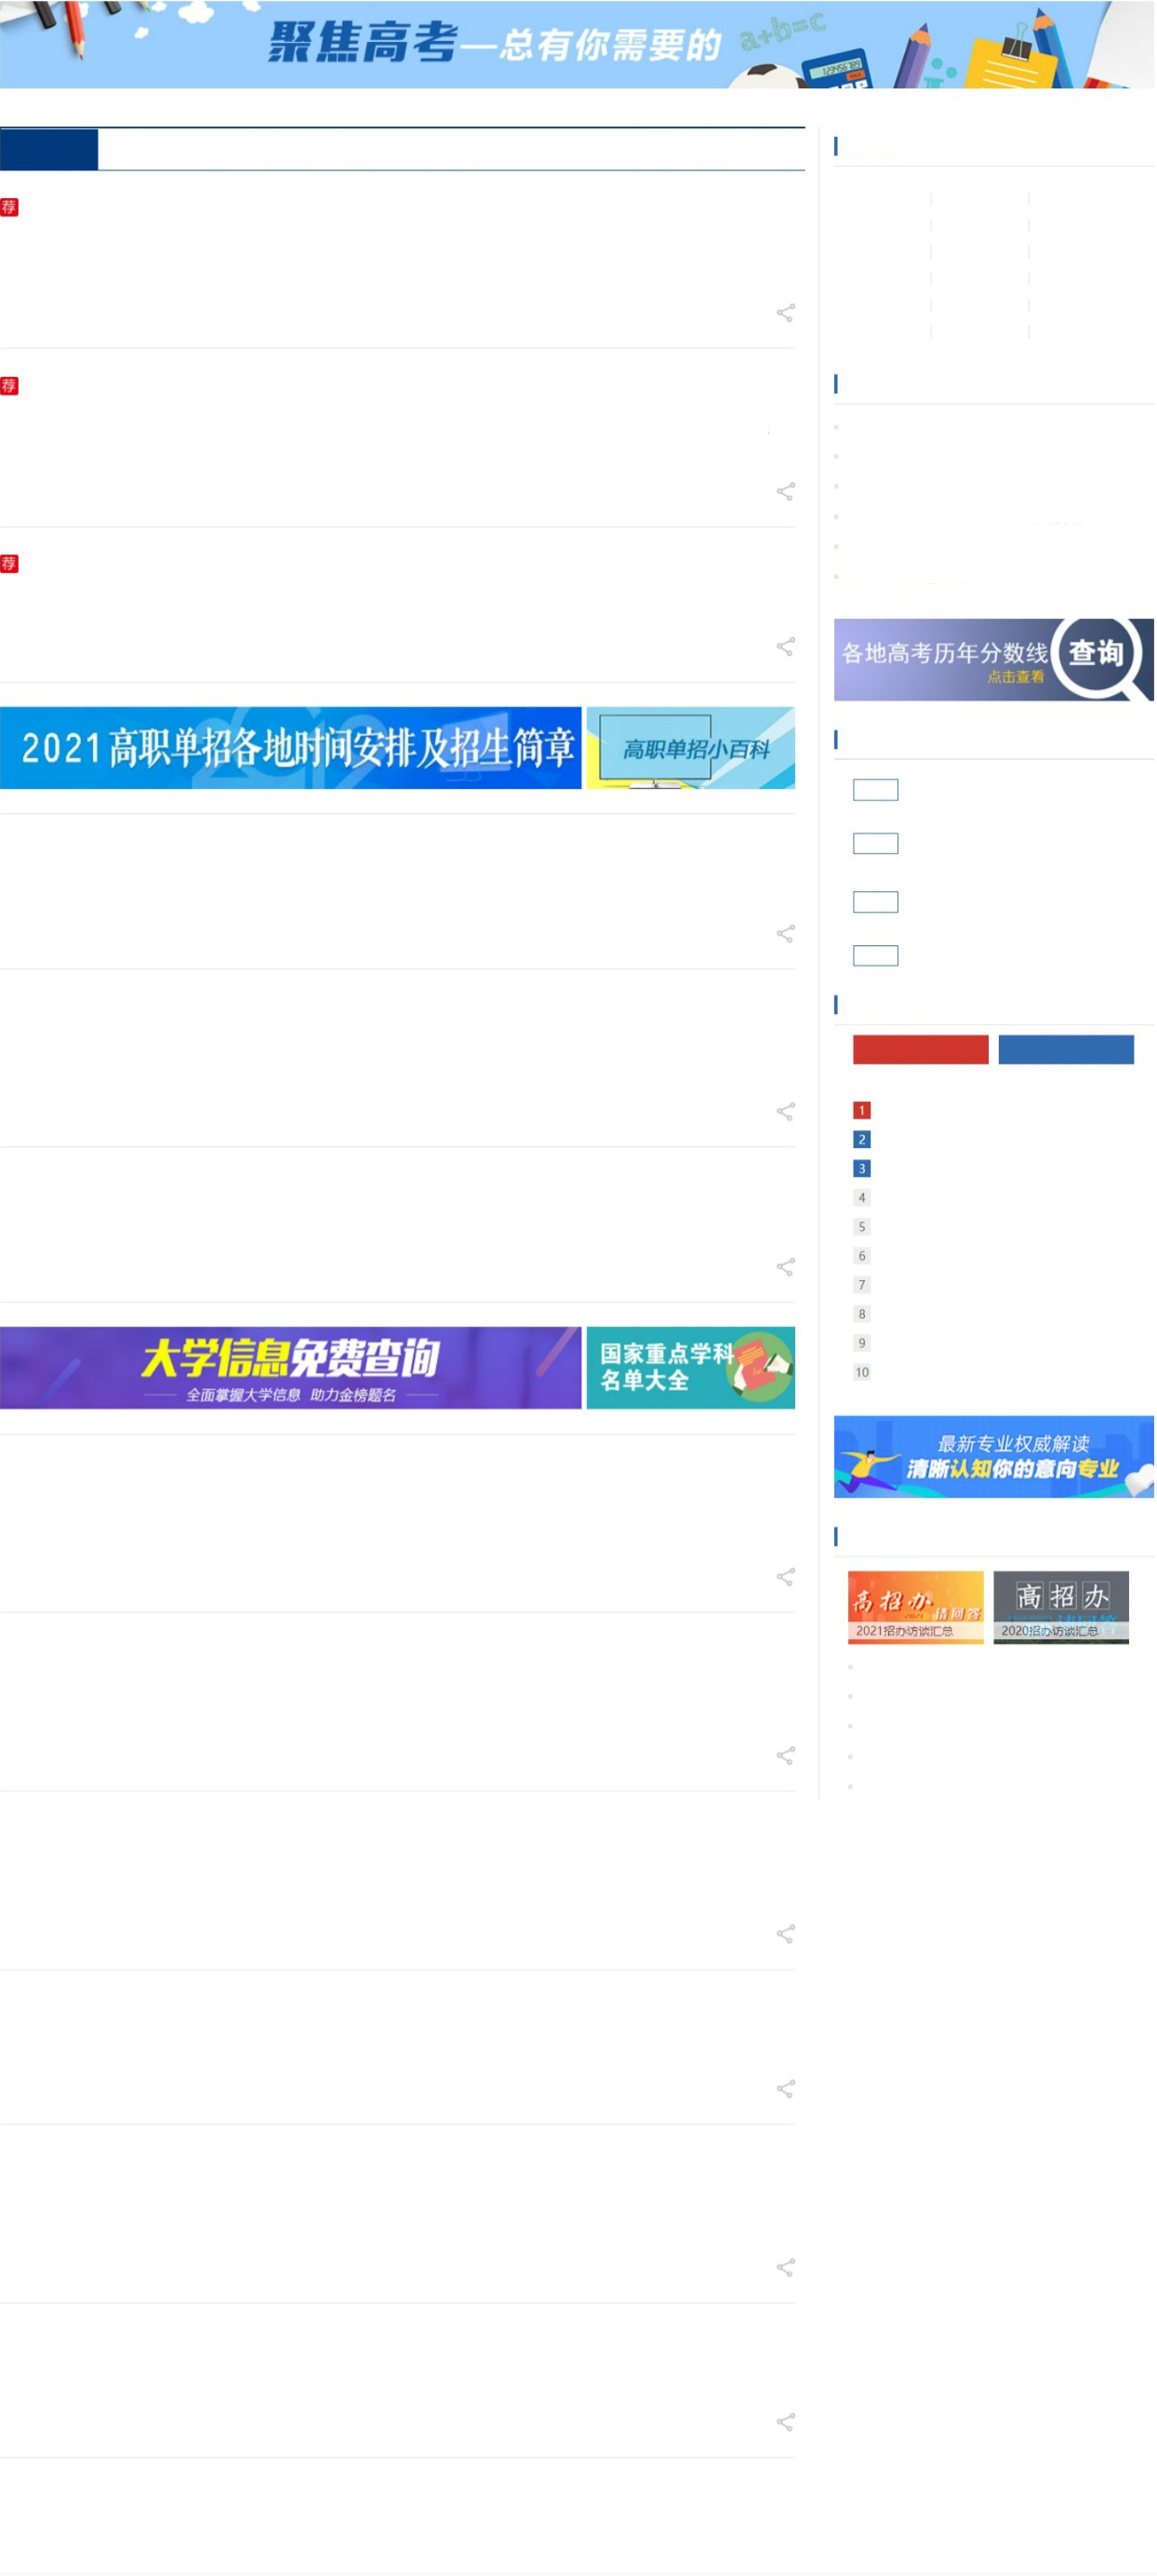 聚焦高考—总有你需要的
a+b=c
123456789
荐
荐
荐
各地高考历年分数线
查询
点击查看
2021高职单招各地时间安排及招生简章
高职单招小百科
1
2
3
4
5
6
7
8
9
10
大学信息免费查询
全面掌握大学信息 助力金榜题名
国家重点学科
名单大全
最新专业权威解读
清晰认知你的意向专业
高招办
2021
请回答
2021招办访谈汇总
高招办
请回答
2020招办访谈汇总